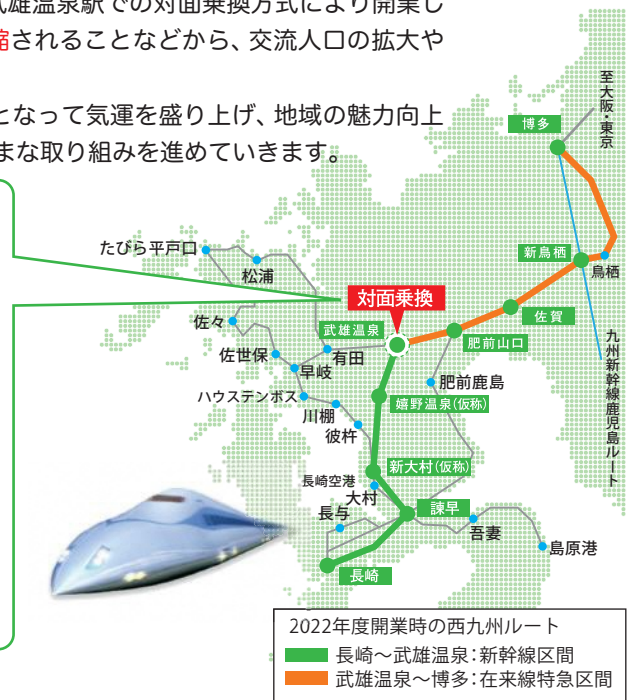 武雄温泉駅での対面乗換方式により開業し
縮されることなどから、交流人口の拡大や
となって気運を盛り上げ、地域の魅力向上
まな取り組みを進めていきます。
至大阪・東京
博多
新鳥栖
鳥栖
たびら平戸口
松浦
対面乗換
佐賀
武雄温泉
肥前山口
九州新幹線鹿児島ルート
佐々
佐世保
有田
早岐
肥前鹿島
ハウステンボス
嬉野温泉(仮称)
川棚
彼杵
新大村(仮称)
長崎空港
大村
諫早
長与
吾妻
島原港
長崎
2022年度開業時の西九州ルート
長崎～武雄温泉：新幹線区間
武雄温泉～博多：在来線特急区間